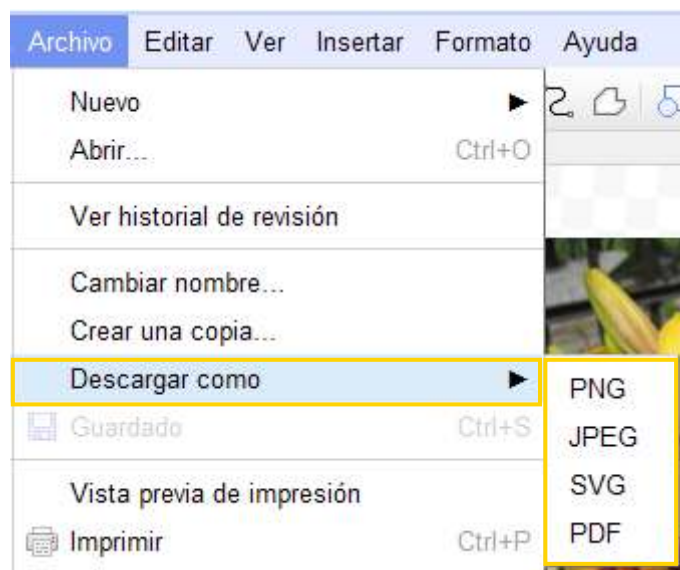 Archivo Editar Ver Insertar Formato Ayuda
Nuevo
Abrir... Ctrl+O
Ver historial de revisión
Cambiar nombre...
Crear una copia...
Descargar como
PNG
JPEG
SVG
PDF
Guardado Ctrl+S
Vista previa de impresión
Imprimir Ctrl+P